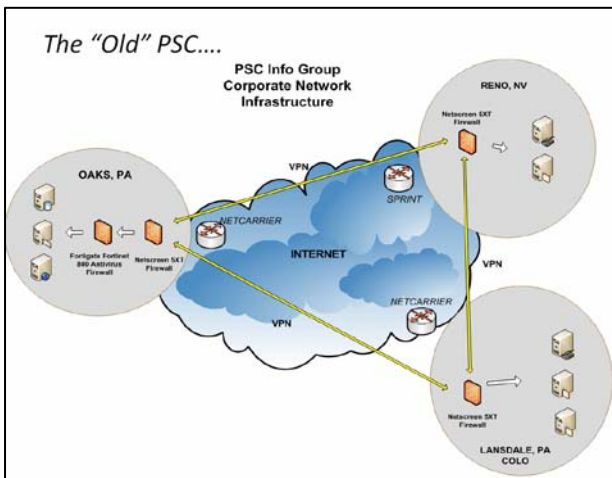 The "Old" PSC....
PSC Info Group
Corporate Network
Infrastructure
RENO, NV
Netscreen 5XT
Firewall
VPN
SPRINT
OAKS, PA
NETCARRIER
Fortigate Fortinet
800 Antivirus
Firewall
Netscreen 5XT
Firewall
INTERNET
VPN
NETCARRIER
VPN
Netscreen 5XT
Firewall
LANSDALE, PA
COLO